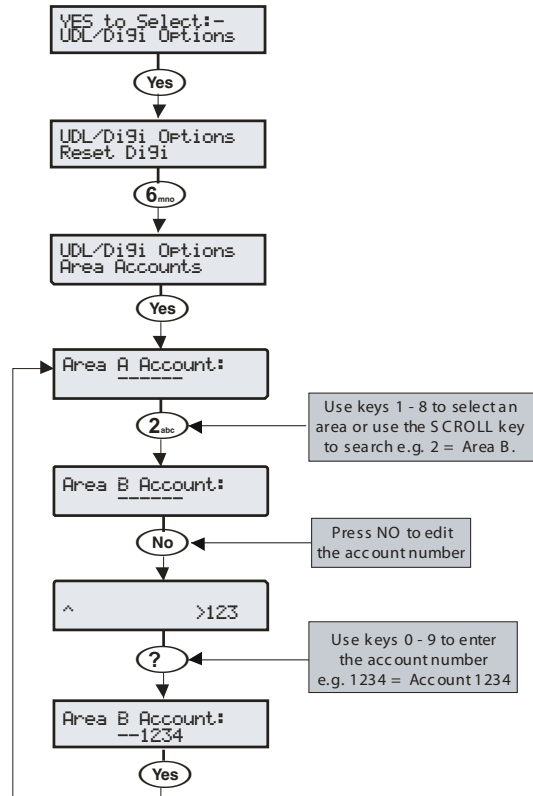 YES to Select:-
UDL/Digi Options
Yes
UDL/Digi Options
Reset Digi
6mno
UDL/Digi Options
Area Accounts
Yes
Area A Account:
------
2abc
Use keys 1 - 8 to select an
area or use the SCROLL key
to search e.g. 2 = Area B.
Area B Account:
------
No
Press NO to edit
the account number
^ >123
?
Use keys 0 - 9 to enter
the account number
e.g. 1234 = Account 1234
Area B Account:
--1234
Yes